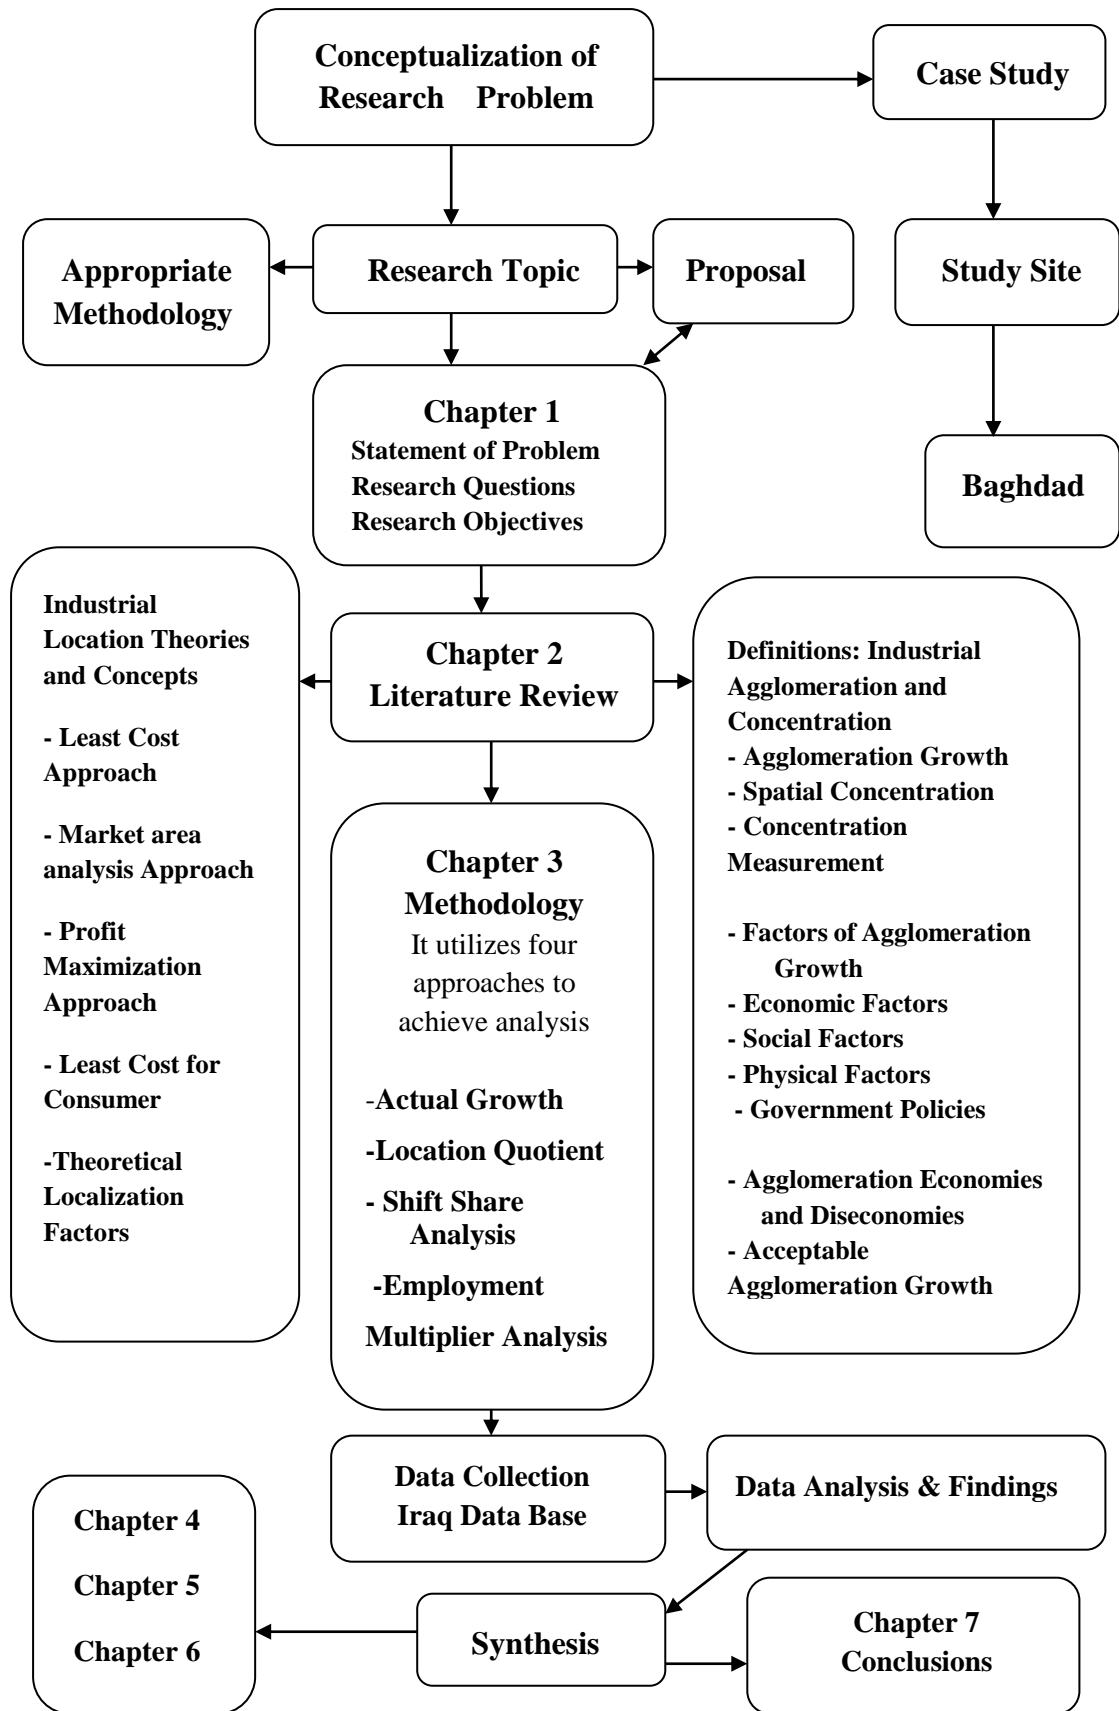 Conceptualization of
Research Problem
Case Study
Appropriate
Methodology
Research Topic
Proposal
Study Site
Chapter 1
Statement of Problem
Research Questions
Research Objectives
Baghdad
Industrial
Location Theories
and Concepts
- Least Cost
Approach
- Market area
analysis Approach
- Profit
Maximization
Approach
- Least Cost for
Consumer
-Theoretical
Localization
Factors
Chapter 2
Literature Review
Definitions: Industrial
Agglomeration and
Concentration
- Agglomeration Growth
- Spatial Concentration
- Concentration
Measurement
- Factors of Agglomeration
Growth
- Economic Factors
- Social Factors
- Physical Factors
- Government Policies
- Agglomeration Economies
and Diseconomies
- Acceptable
Agglomeration Growth
Chapter 3
Methodology
It utilizes four
approaches to
achieve analysis
-Actual Growth
-Location Quotient
- Shift Share
Analysis
-Employment
Multiplier Analysis
Data Collection
Iraq Data Base
Data Analysis & Findings
Chapter 4
Chapter 5
Chapter 6
Synthesis
Chapter 7
Conclusions